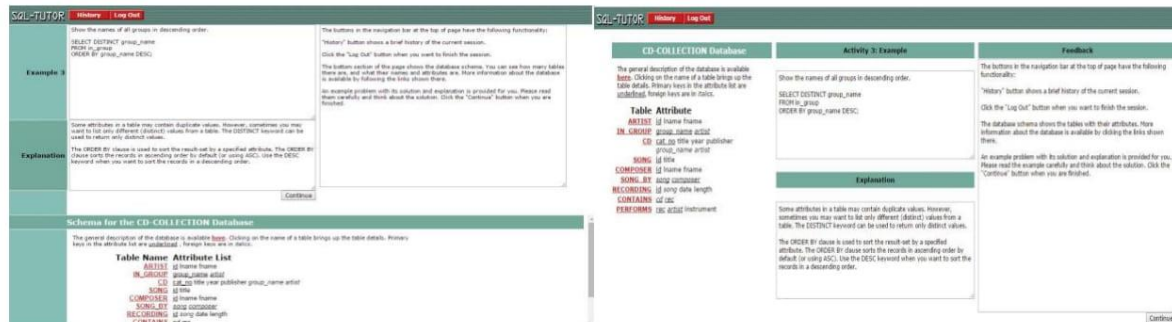 SQL-TUTOR History Log Out
Example 3
Show the names of all groups in descending order.
SELECT DISTINCT group_name
FROM in_group
ORDER BY group_name DESC;
The buttons in the navigation bar at the top of page have the following functionality:
"History" button shows a brief history of the current session.
Click the "Log Out" button when you want to finish the session.
The bottom section of the page shows the database schema. You can see how many tables
there are, and what their names and attributes are. More information about the database
is available by following the links shown there.
An example problem with its solution and explanation is provided for you. Please read
them carefully and think about the solution. Click the "Continue" button when you are
finished.
Explanation
Some attributes in a table may contain duplicate values. However, sometimes you may
want to list only different (distinct) values from a table. The DISTINCT keyword can be
used to return only distinct values.
The ORDER BY clause is used to sort the result-set by a specified attribute. The ORDER BY
clause sorts the records in ascending order by default (or using ASC). Use the DESC
keyword when you want to sort the records in a descending order.
Continue
Schema for the CD-COLLECTION Database
The general description of the database is available here. Clicking on the name of a table brings up the table details. Primary
keys in the attribute list are underlined , foreign keys are in italics.
Table Name Attribute List
ARTIST id lname fname
IN_GROUP group_name artist
CD cat_no title year publisher group_name artist
SONG id title
COMPOSER id lname fname
SONG_BY song composer
RECORDING id song date length
CONTAINS cd rec
SQL-TUTOR History Log Out
CD-COLLECTION Database
The general description of the database is available
here. Clicking on the name of a table brings up the
table details. Primary keys in the attribute list are
underlined, foreign keys are in italics.
Table Attribute
ARTIST id lname fname
IN_GROUP group_name artist
CD cat_no title year publisher
group_name artist
SONG id title
COMPOSER id lname fname
SONG_BY song composer
RECORDING id song date length
CONTAINS cd rec
PERFORMS rec artist instrument
Activity 3: Example
Show the names of all groups in descending order.
SELECT DISTINCT group_name
FROM in_group
ORDER BY group_name DESC;
Explanation
Some attributes in a table may contain duplicate values. However,
sometimes you may want to list only different (distinct) values from a
table. The DISTINCT keyword can be used to return only distinct values.
The ORDER BY clause is used to sort the result-set by a specified
attribute. The ORDER BY clause sorts the records in ascending order by
default (or using ASC). Use the DESC keyword when you want to sort the
records in a descending order.
Feedback
The buttons in the navigation bar at the top of page have the following
functionality:
"History" button shows a brief history of the current session.
Click the "Log Out" button when you want to finish the session.
The database schema shows the tables with their attributes. More
information about the database is available by clicking the links shown
there.
An example problem with its solution and explanation is provided for you.
Please read the example carefully and think about the solution. Click the
"Continue" button when you are finished.
Continue